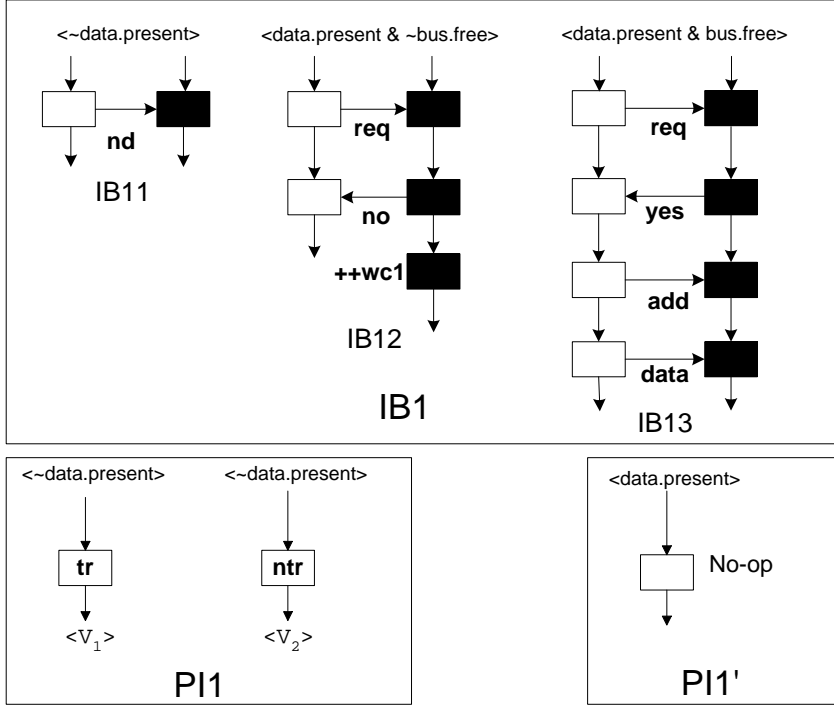 <~data.present>
<data.present & ~bus.free>
<data.present & bus.free>
nd
IB11
req
no
++wc1
IB12
req
yes
add
data
IB13
IB1
<~data.present>
<~data.present>
tr
ntr
<V1>
<V2>
PI1
<data.present>
No-op
PI1'